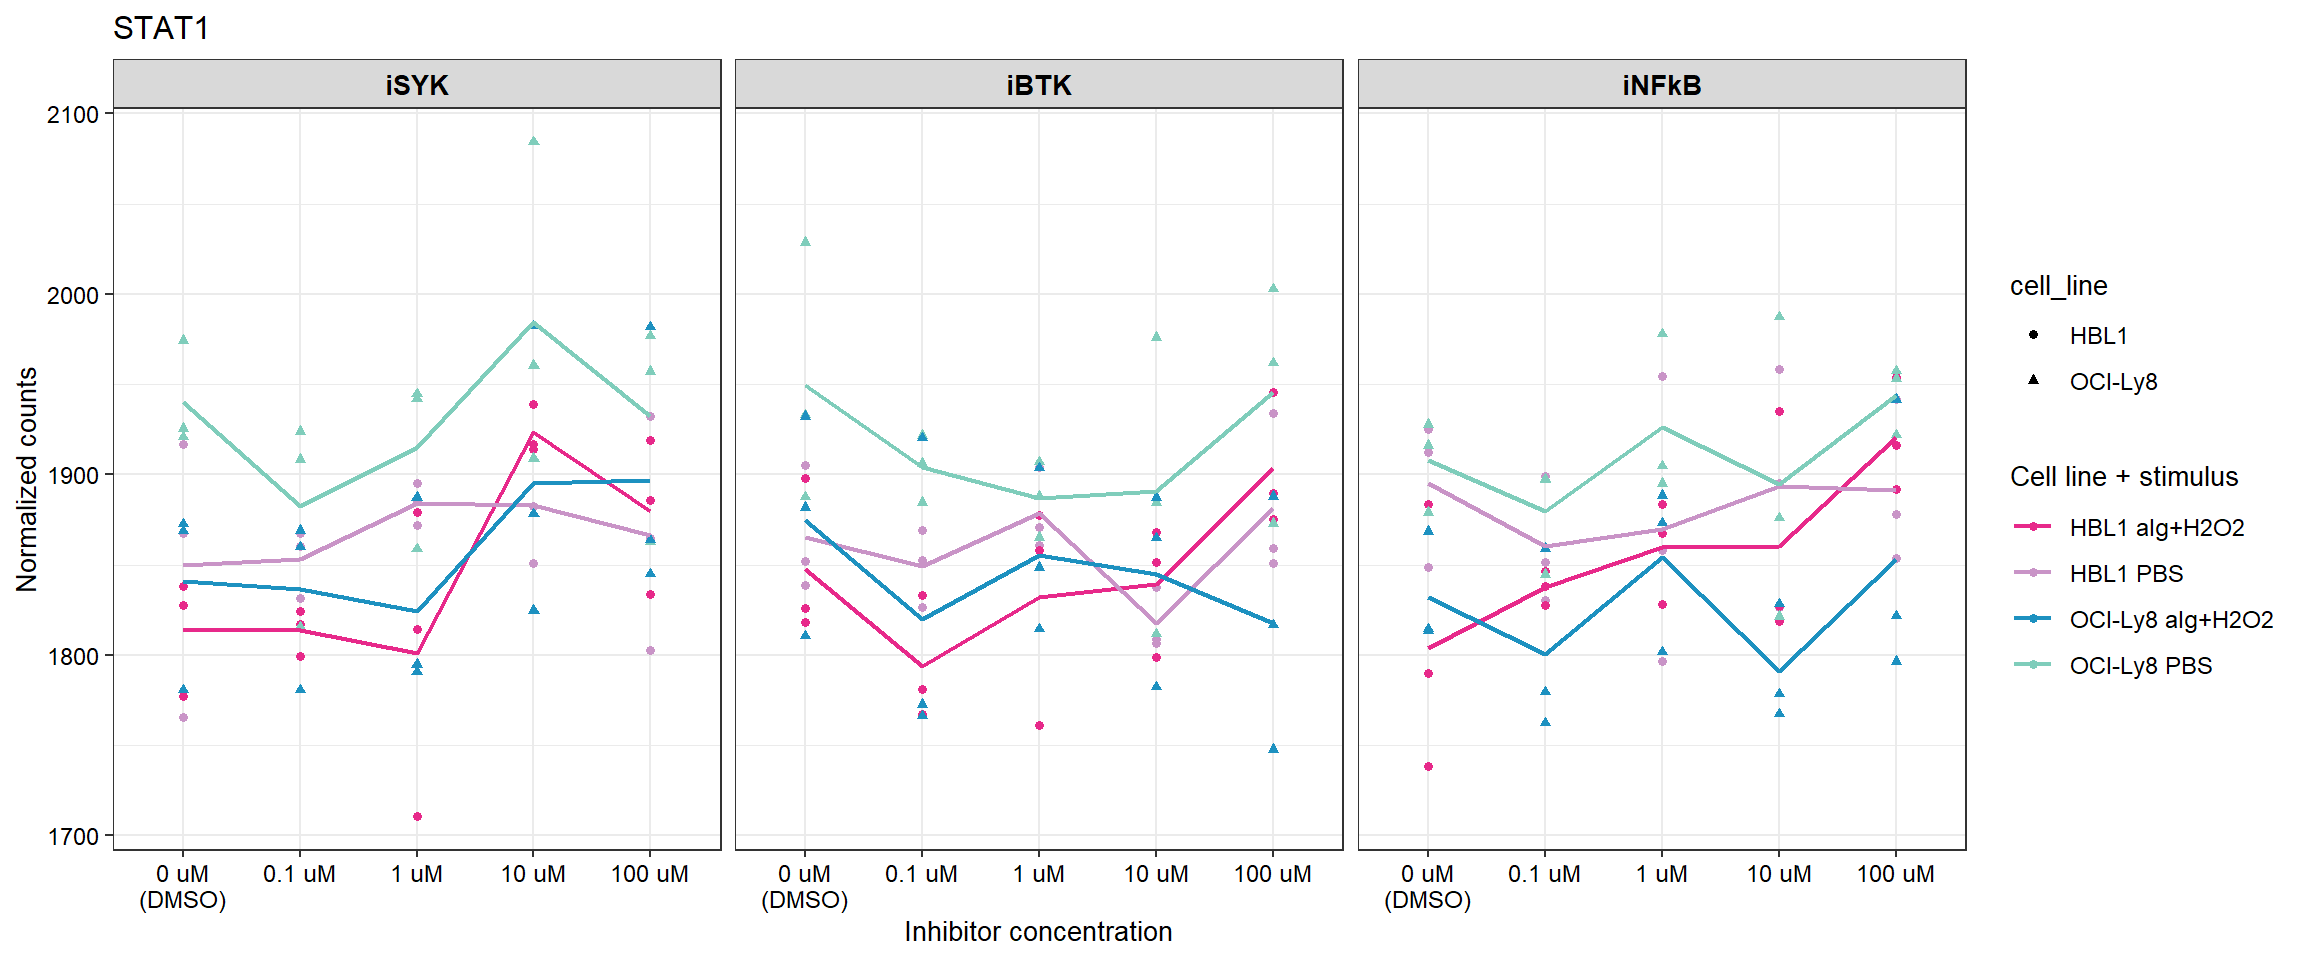 STAT1
iSYK
iBTK
iNFkB
2100
2000
1900
1800
1700
Normalized counts
0 uM
(DMSO)
0.1 uM
1 uM
10 uM
100 uM
0 uM
(DMSO)
0.1 uM
1 uM
10 uM
100 uM
0 uM
(DMSO)
0.1 uM
1 uM
10 uM
100 uM
Inhibitor concentration
cell_line
HBL1
OCI-Ly8
Cell line + stimulus
HBL1 aIg+H2O2
HBL1 PBS
OCI-Ly8 aIg+H2O2
OCI-Ly8 PBS